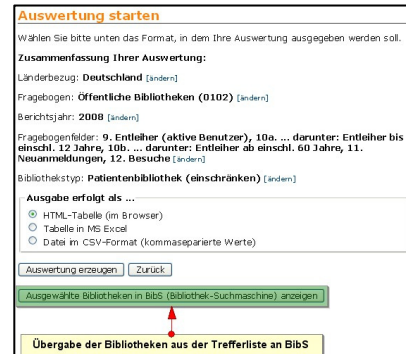 Auswertung starten
Wählen Sie bitte unten das Format, in dem Ihre Auswertung ausgegeben werden soll.
Zusammenfassung Ihrer Auswertung:
Länderbezug: Deutschland [ändern]
Fragebogen: Öffentliche Bibliotheken (0102) [ändern]
Berichtsjahr: 2008 [ändern]
Fragebogenfelder: 9. Entleiher (aktive Benutzer), 10a. ... darunter: Entleiher bis
einschl. 12 Jahre, 10b. ... darunter: Entleiher ab einschl. 60 Jahre, 11.
Neuanmeldungen, 12. Besuche [ändern]
Bibliothekstyp: Patientenbibliothek (einschränken) [ändern]
Ausgabe erfolgt als ...
HTML-Tabelle (im Browser)
Tabelle in MS Excel
Datei im CSV-Format (kommaseparierte Werte)
Auswertung erzeugen Zurück
Ausgewählte Bibliotheken in BibS (Bibliothek-Suchmaschine) anzeigen
Übergabe der Bibliotheken aus der Trefferliste an BibS